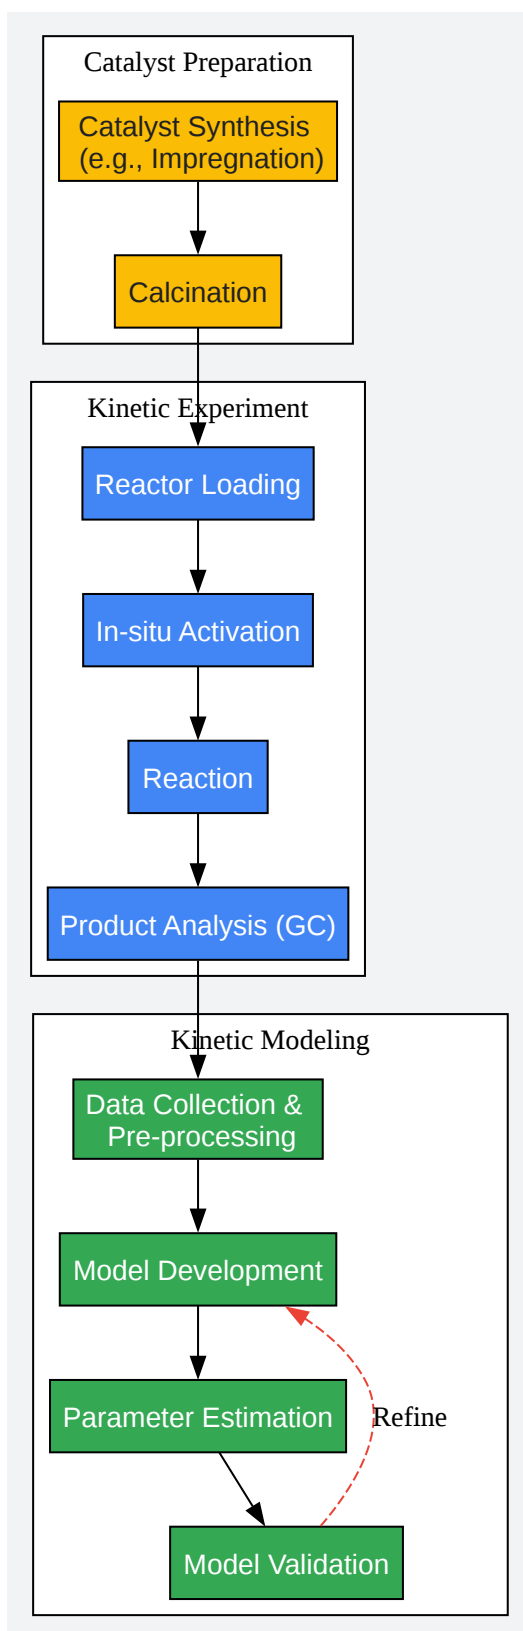 Catalyst Preparation
Catalyst Synthesis
(e.g., Impregnation)
Calcination
Kinetic Experiment
Reactor Loading
In-situ Activation
Reaction
Product Analysis (GC)
Kinetic Modeling
Data Collection &
Pre-processing
Model Development
Parameter Estimation
Refine
Model Validation